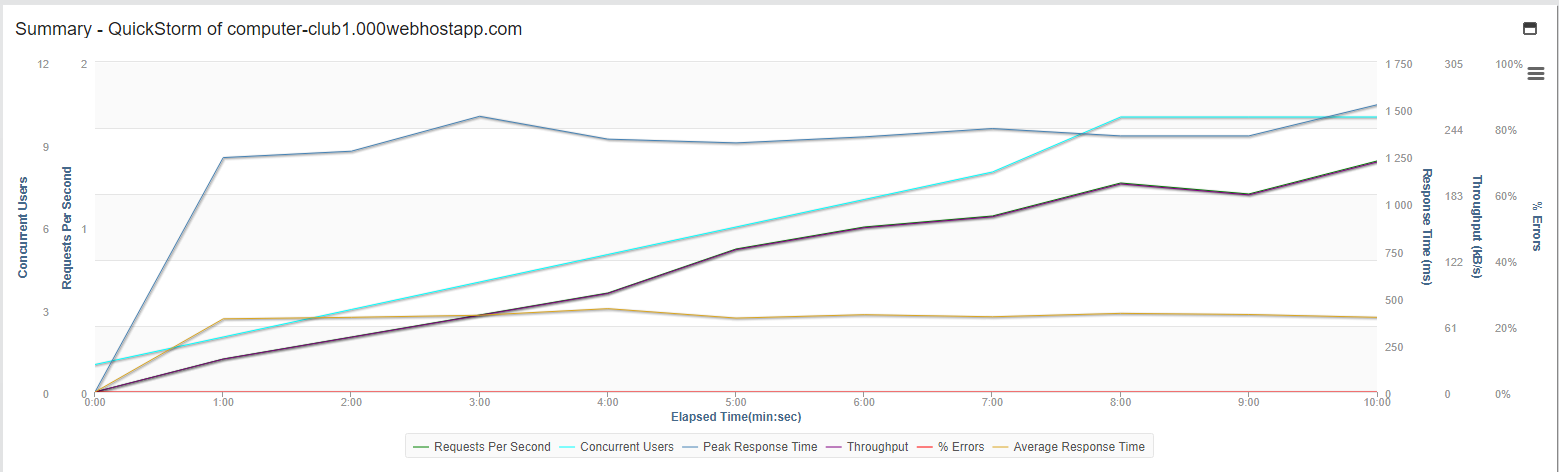 Summary - QuickStorm of computer-club1.000webhostapp.com
12 2 1 750 305 100%
1 500 244 80%
9
1 250
183 60%
6 1 1 000
750 122 40%
500
3 61 20%
250
0 0 0 0 0%
Concurrent Users
Requests Per Second
Response Time (ms)
Throughput (kB/s)
% Errors
0:00 1:00 2:00 3:00 4:00 5:00 6:00 7:00 8:00 9:00 10:00
Elapsed Time(min:sec)
Requests Per Second Concurrent Users Peak Response Time Throughput % Errors Average Response Time